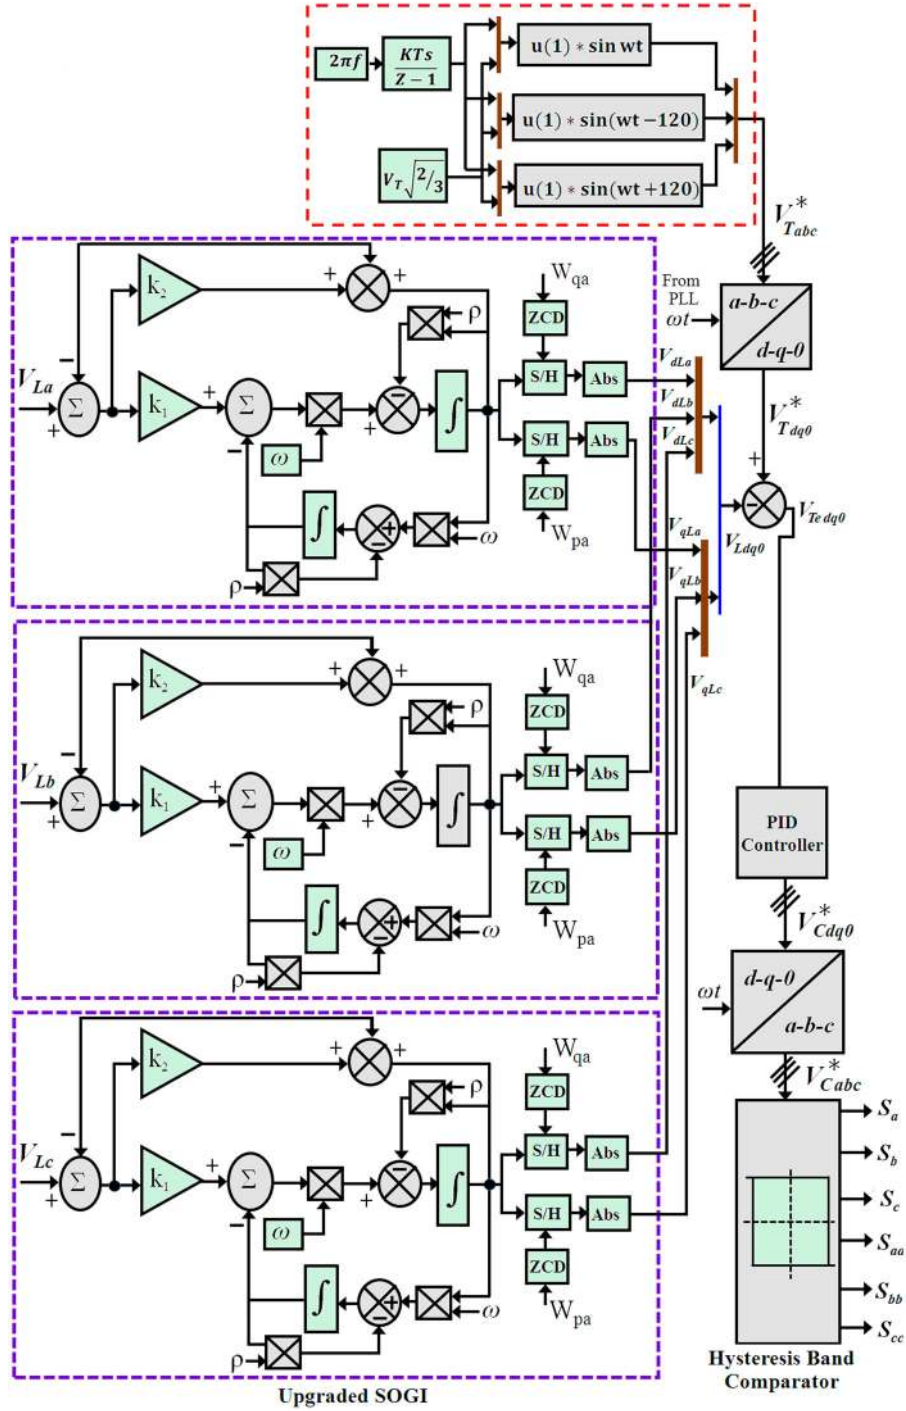 2πf
KTs
Z − 1
u(1) * sin wt
u(1) * sin(wt −120)
V_T√2/3
u(1) * sin(wt +120)
V*_Tabc
From
PLL
ωt
a-b-c
d-q-0
V*_Tdq0
+
-
V_Tedq0
V_Ldq0
V_La
−
+
Σ
k₂
+
+
k₁
+
Σ
−
ω
+
−
ρ
∫
∫
+
−
ω
ρ
W_qa
ZCD
S/H
Abs
S/H
Abs
ZCD
W_pa
V_dLa
V_dLb
V_dLc
V_qLa
V_qLb
V_qLc
V_Lb
−
+
Σ
k₂
+
+
k₁
+
Σ
−
ω
+
−
ρ
∫
∫
+
−
ω
ρ
W_qa
ZCD
S/H
Abs
S/H
Abs
ZCD
W_pa
V_Lc
−
+
Σ
k₂
+
+
k₁
+
Σ
−
ω
+
−
ρ
∫
∫
+
−
ω
ρ
W_qa
ZCD
S/H
Abs
S/H
Abs
ZCD
W_pa
Upgraded SOGI
PID
Controller
V*_Cdq0
ωt
d-q-0
a-b-c
V*_Cabc
S_a
S_b
S_c
S_aa
S_bb
S_cc
Hysteresis Band
Comparator